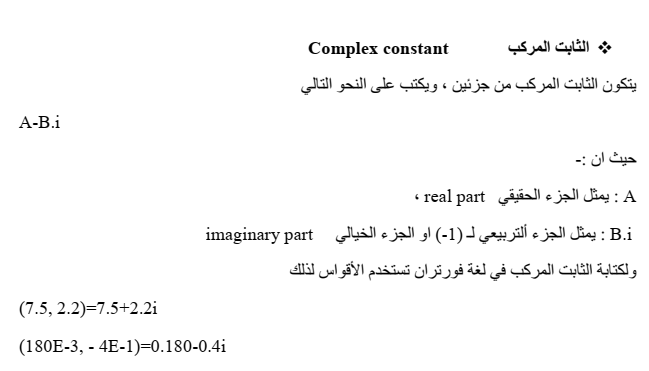 ❖ الثابت المركب Complex constant
يتكون الثابت المركب من جزئين ، ويكتب على النحو التالي
A-B.i
حيث ان :-
A : يمثل الجزء الحقيقي real part ،
B.i : يمثل الجزء ألتربيعي لـ (1-) او الجزء الخيالي imaginary part
ولكتابة الثابت المركب في لغة فورتران تستخدم الأقواس لذلك
(7.5, 2.2)=7.5+2.2i
(180E-3, - 4E-1)=0.180-0.4i